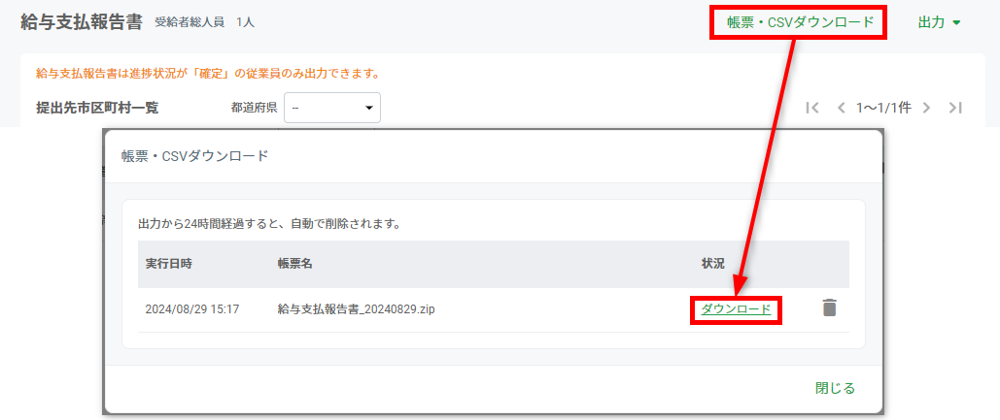 給与支払報告書 受給者総人員 1人 帳票・CSVダウンロード 出力
給与支払報告書は進捗状況が「確定」の従業員のみ出力できます。
提出先市区町村一覧 都道府県 -- 1～1/1件
帳票・CSVダウンロード
出力から24時間経過すると、自動で削除されます。
実行日時 帳票名 状況
2024/08/29 15:17 給与支払報告書_20240829.zip ダウンロード
閉じる